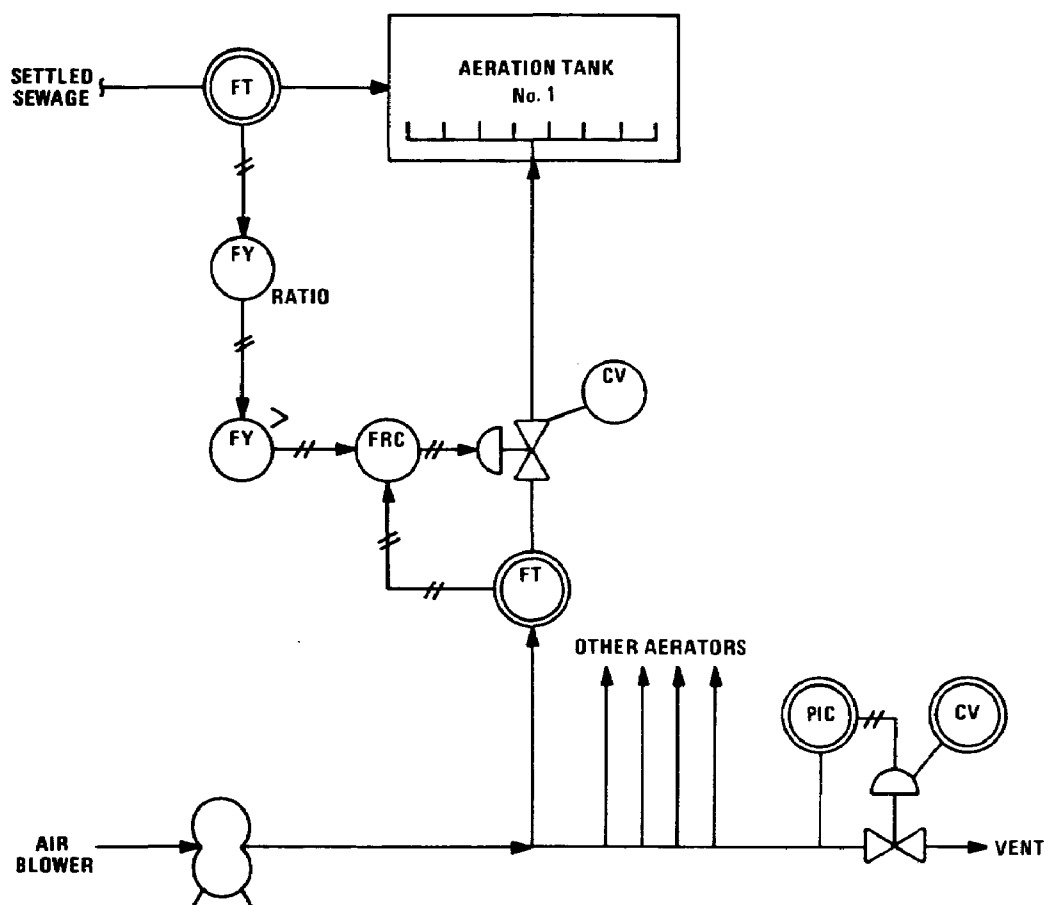 SETTLED
SEWAGE
FT
AERATION TANK
No. 1
FY
RATIO
CV
FY
>
FRC
FT
OTHER AERATORS
PIC
CV
AIR
BLOWER
VENT